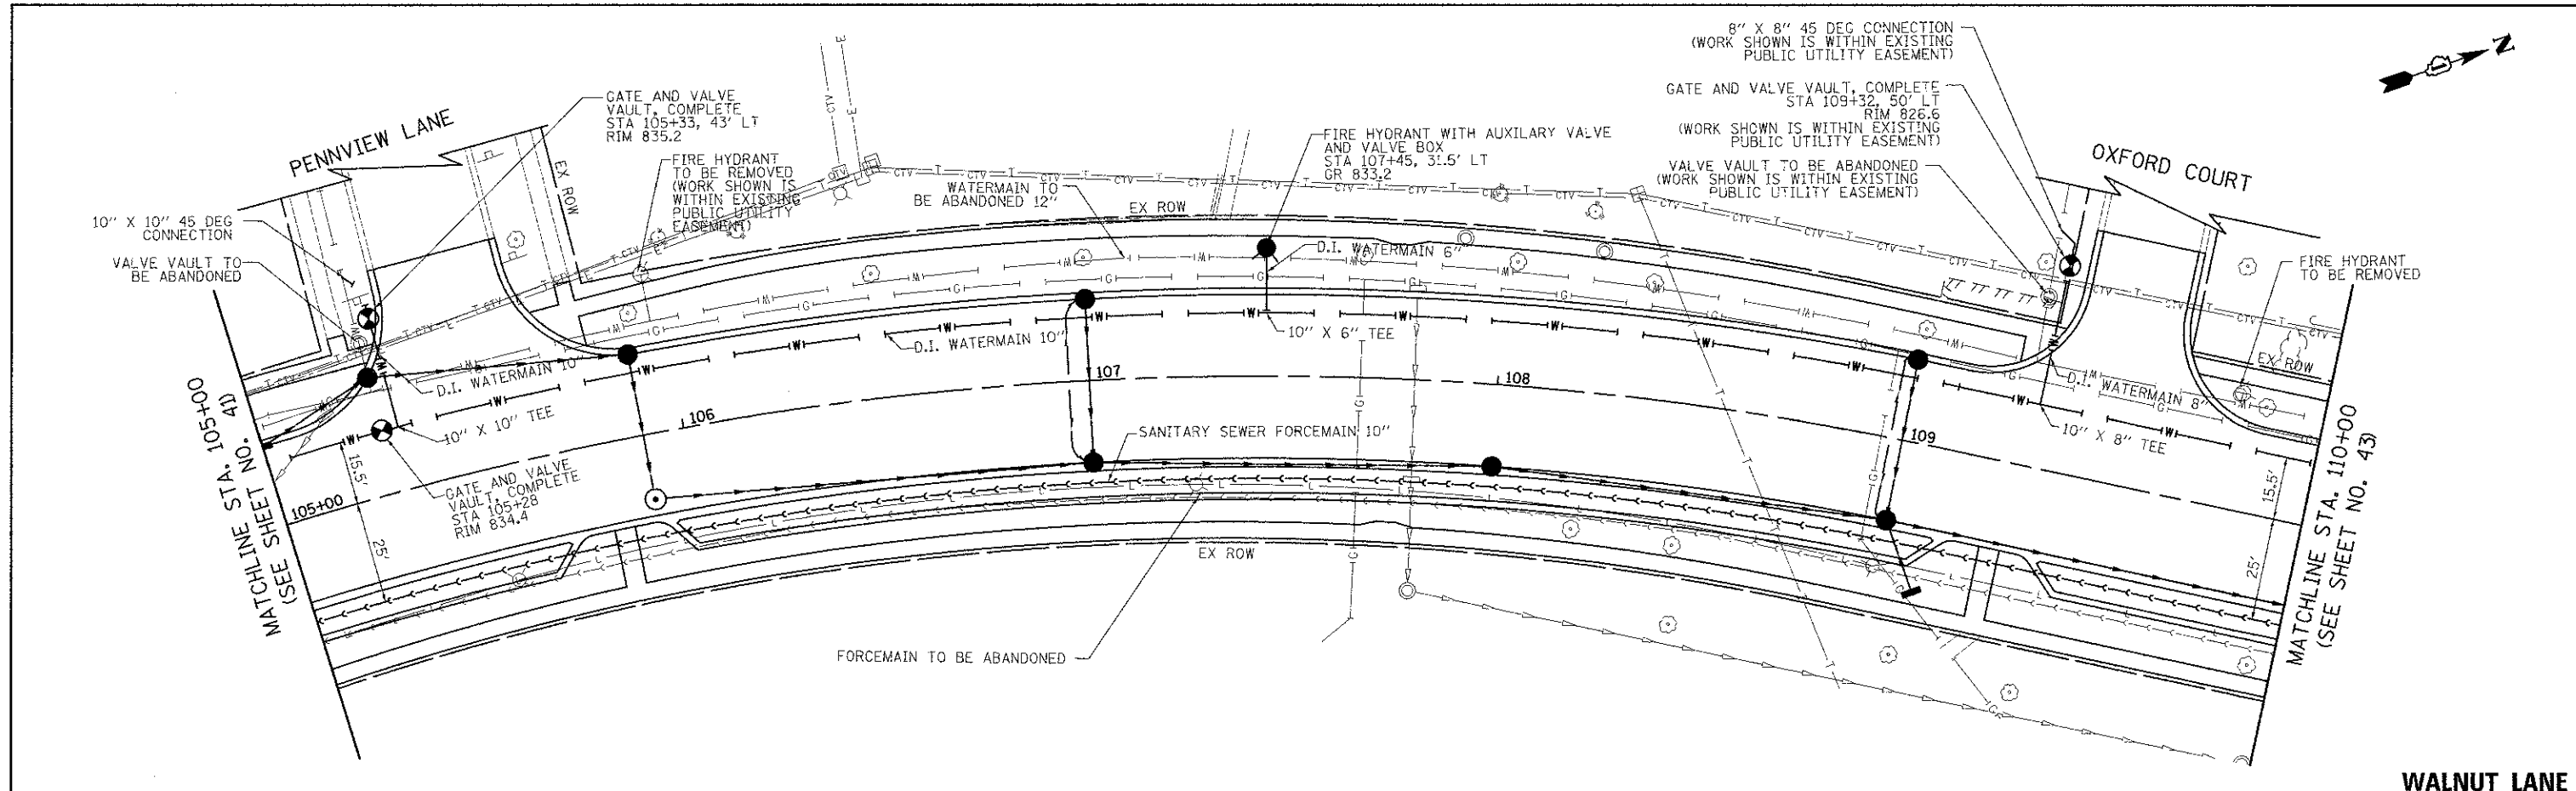 8" X 8" 45 DEG CONNECTION
(WORK SHOWN IS WITHIN EXISTING
PUBLIC UTILITY EASEMENT)
GATE AND VALVE VAULT, COMPLETE
STA 109+32, 50' LT
RIM 826.6
(WORK SHOWN IS WITHIN EXISTING
PUBLIC UTILITY EASEMENT)
VALVE VAULT TO BE ABANDONED
(WORK SHOWN IS WITHIN EXISTING
PUBLIC UTILITY EASEMENT)
N
GATE AND VALVE
VAULT, COMPLETE
STA 105+33, 43' LT
RIM 835.2
PENNVIEW LANE
EX ROW
FIRE HYDRANT
TO BE REMOVED
(WORK SHOWN IS
WITHIN EXISTING
PUBLIC UTILITY
EASEMENT)
WATERMAIN TO
BE ABANDONED 12"
FIRE HYDRANT WITH AUXILARY VALVE
AND VALVE BOX
STA 107+45, 31.5' LT
GR 833.2
EX ROW
OXFORD COURT
10" X 10" 45 DEG
CONNECTION
VALVE VAULT TO
BE ABANDONED
D.I. WATERMAIN 6"
FIRE HYDRANT
TO BE REMOVED
D.I. WATERMAIN 10"
D.I. WATERMAIN 10"
10" X 6" TEE
EX ROW
D.I. WATERMAIN 8"
10" X 10" TEE
10" X 8" TEE
MATCHLINE STA. 105+00
(SEE SHEET NO. 41)
105+00
106
107
108
109
15.5'
25'
GATE AND VALVE
VAULT, COMPLETE
STA 105+28
RIM 834.4
SANITARY SEWER FORCEMAIN 10"
EX ROW
FORCEMAIN TO BE ABANDONED
15.5'
25'
MATCHLINE STA. 110+00
(SEE SHEET NO. 43)
WALNUT LANE